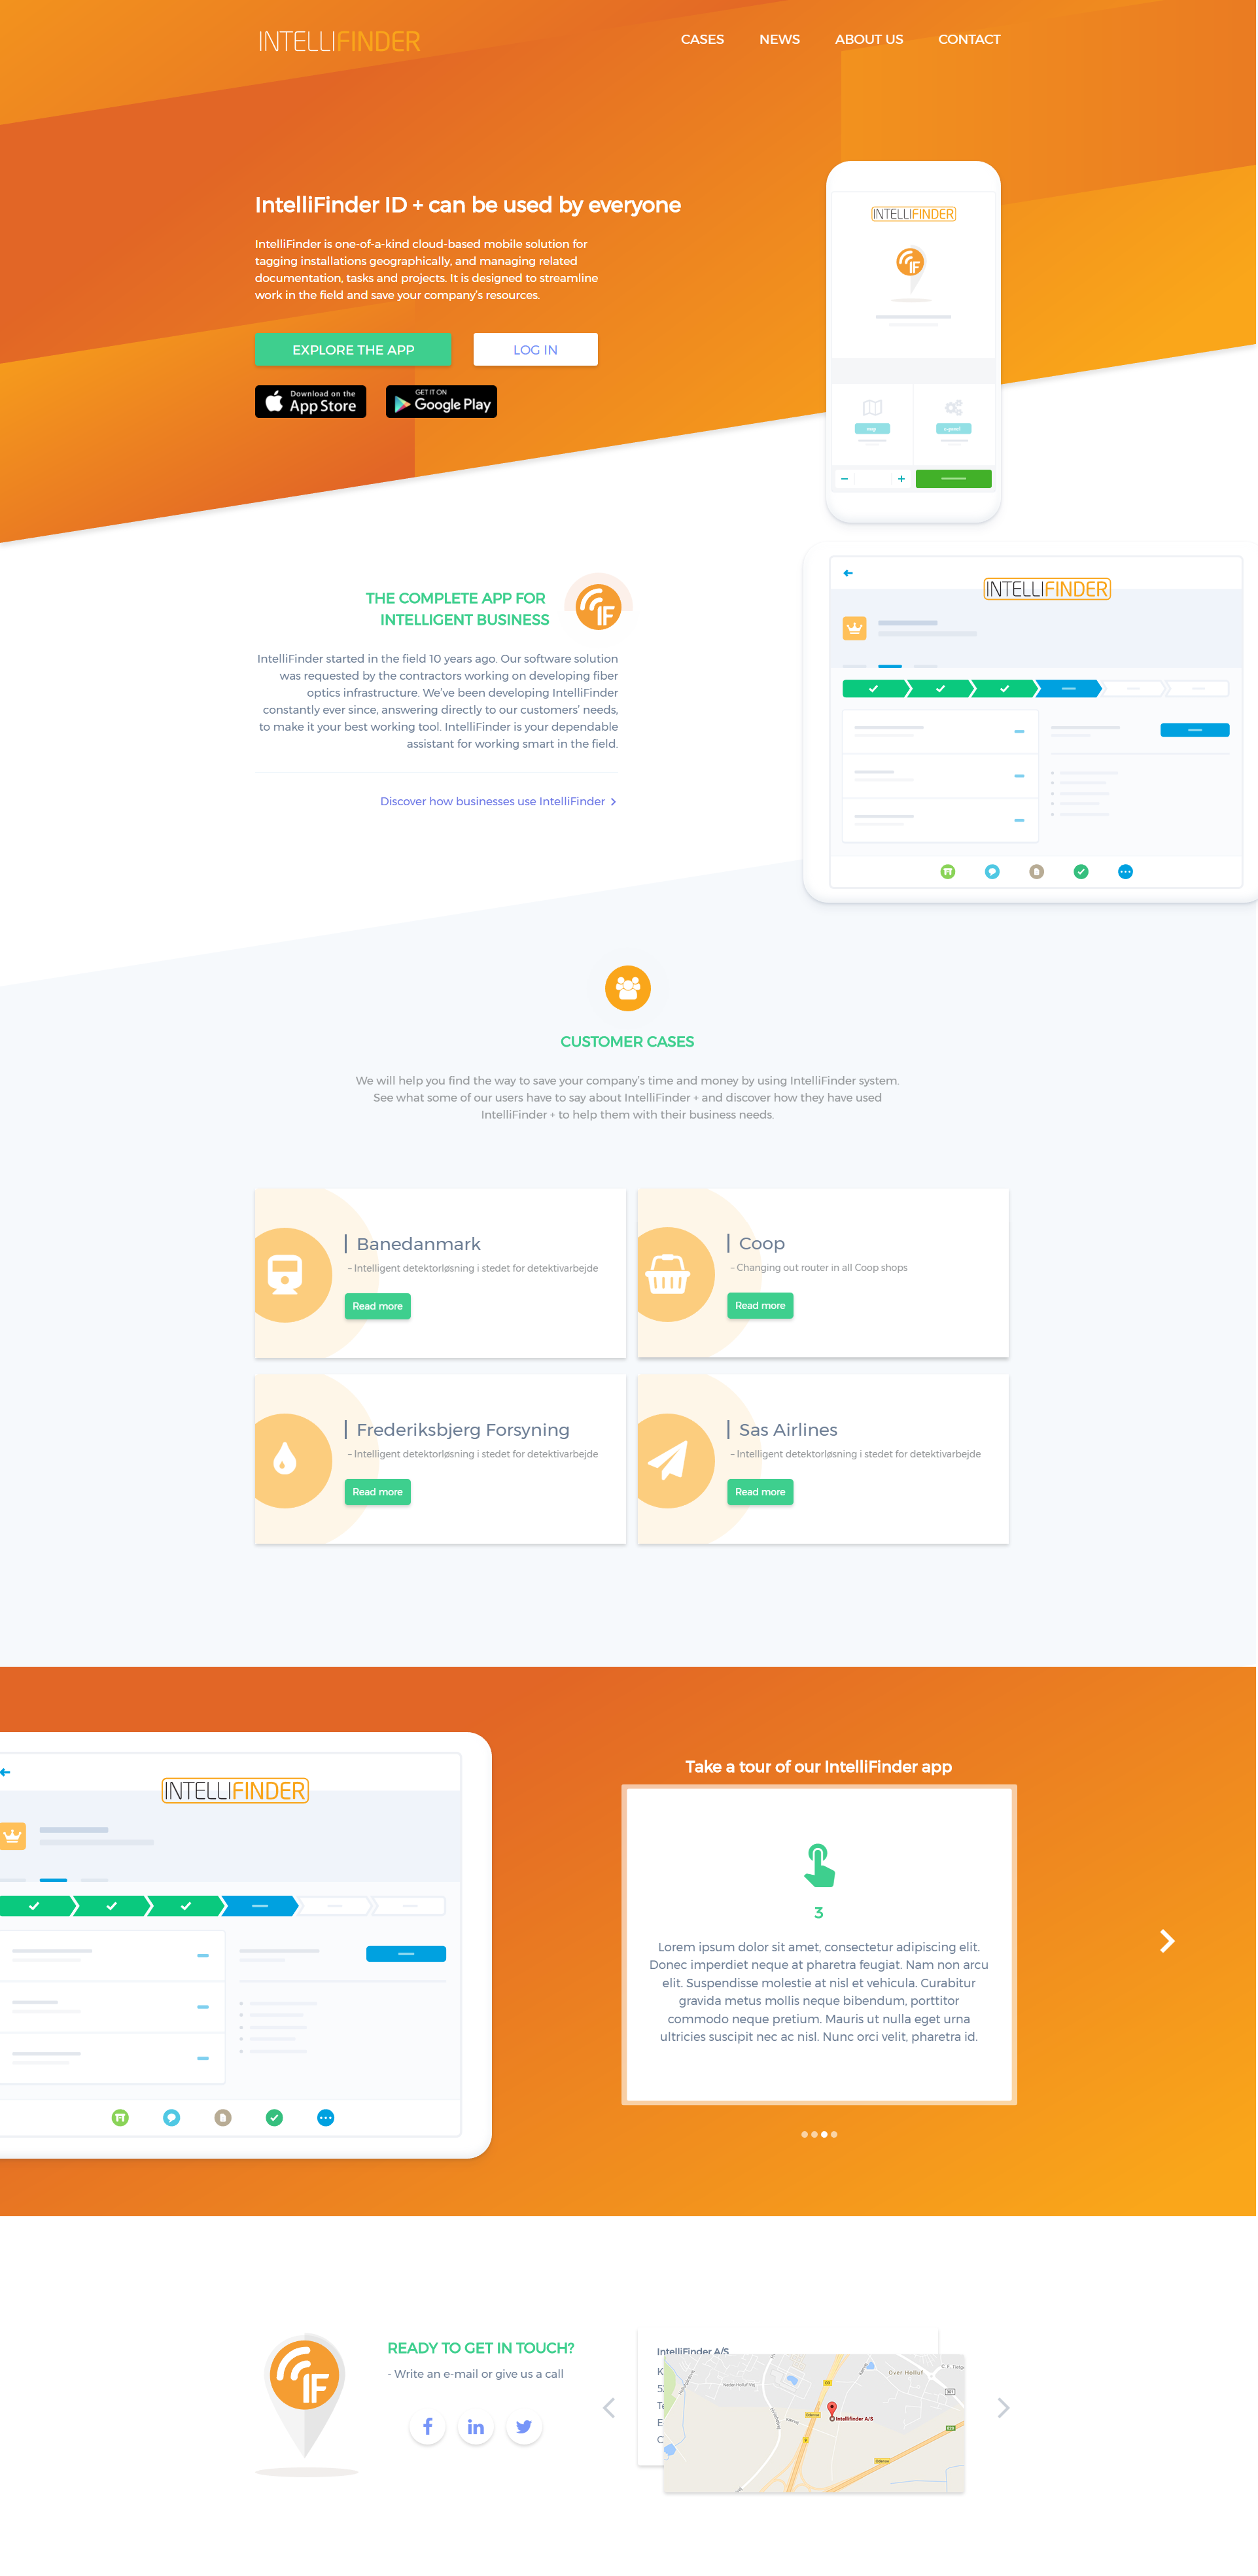 INTELLIFINDER
CASES NEWS ABOUT US CONTACT
IntelliFinder ID + can be used by everyone
IntelliFinder is one-of-a-kind cloud-based mobile solution for
tagging installations geographically, and managing related
documentation, tasks and projects. It is designed to streamline
work in the field and save your company's resources.
EXPLORE THE APP
LOG IN
Download on the
App Store
GET IT ON
Google Play
INTELLIFINDER
IF
THE COMPLETE APP FOR
INTELLIGENT BUSINESS
IF
IntelliFinder started in the field 10 years ago. Our software solution
was requested by the contractors working on developing fiber
optics infrastructure. We've been developing IntelliFinder
constantly ever since, answering directly to our customers' needs,
to make it your best working tool. IntelliFinder is your dependable
assistant for working smart in the field.
Discover how businesses use IntelliFinder
INTELLIFINDER
CUSTOMER CASES
We will help you find the way to save your company's time and money by using IntelliFinder system.
See what some of our users have to say about IntelliFinder + and discover how they have used
IntelliFinder + to help them with their business needs.
Banedanmark
– Intelligent detektorløsning i stedet for detektivarbejde
Read more
Coop
– Changing out router in all Coop shops
Read more
Frederiksbjerg Forsyning
– Intelligent detektorløsning i stedet for detektivarbejde
Read more
Sas Airlines
– Intelligent detektorløsning i stedet for detektivarbejde
Read more
INTELLIFINDER
Take a tour of our IntelliFinder app
3
Lorem ipsum dolor sit amet, consectetur adipiscing elit.
Donec imperdiet neque at pharetra feugiat. Nam non arcu
elit. Suspendisse molestie at nisl et vehicula. Curabitur
gravida metus mollis neque bibendum, porttitor
commodo neque pretium. Mauris ut nulla eget urna
ultricies suscipit nec ac nisl. Nunc orci velit, pharetra id.
IF
READY TO GET IN TOUCH?
- Write an e-mail or give us a call
IntelliFinder A/S
Over Holluf
Intellifinder A/S